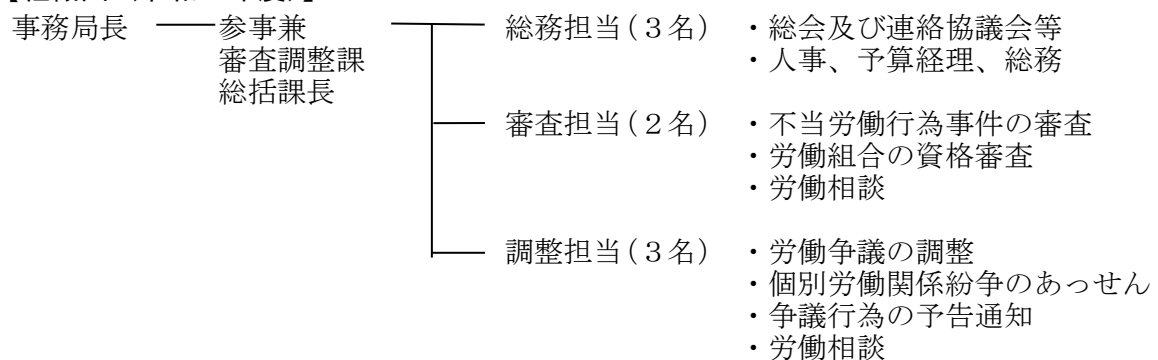 事務局長 参事兼 総務担当(3名) ・総会及び連絡協議会等
審査調整課 ・人事、予算経理、総務
総括課長
審査担当(2名) ・不当労働行為事件の審査
・労働組合の資格審査
・労働相談
調整担当(3名) ・労働争議の調整
・個別労働関係紛争のあっせん
・争議行為の予告通知
・労働相談